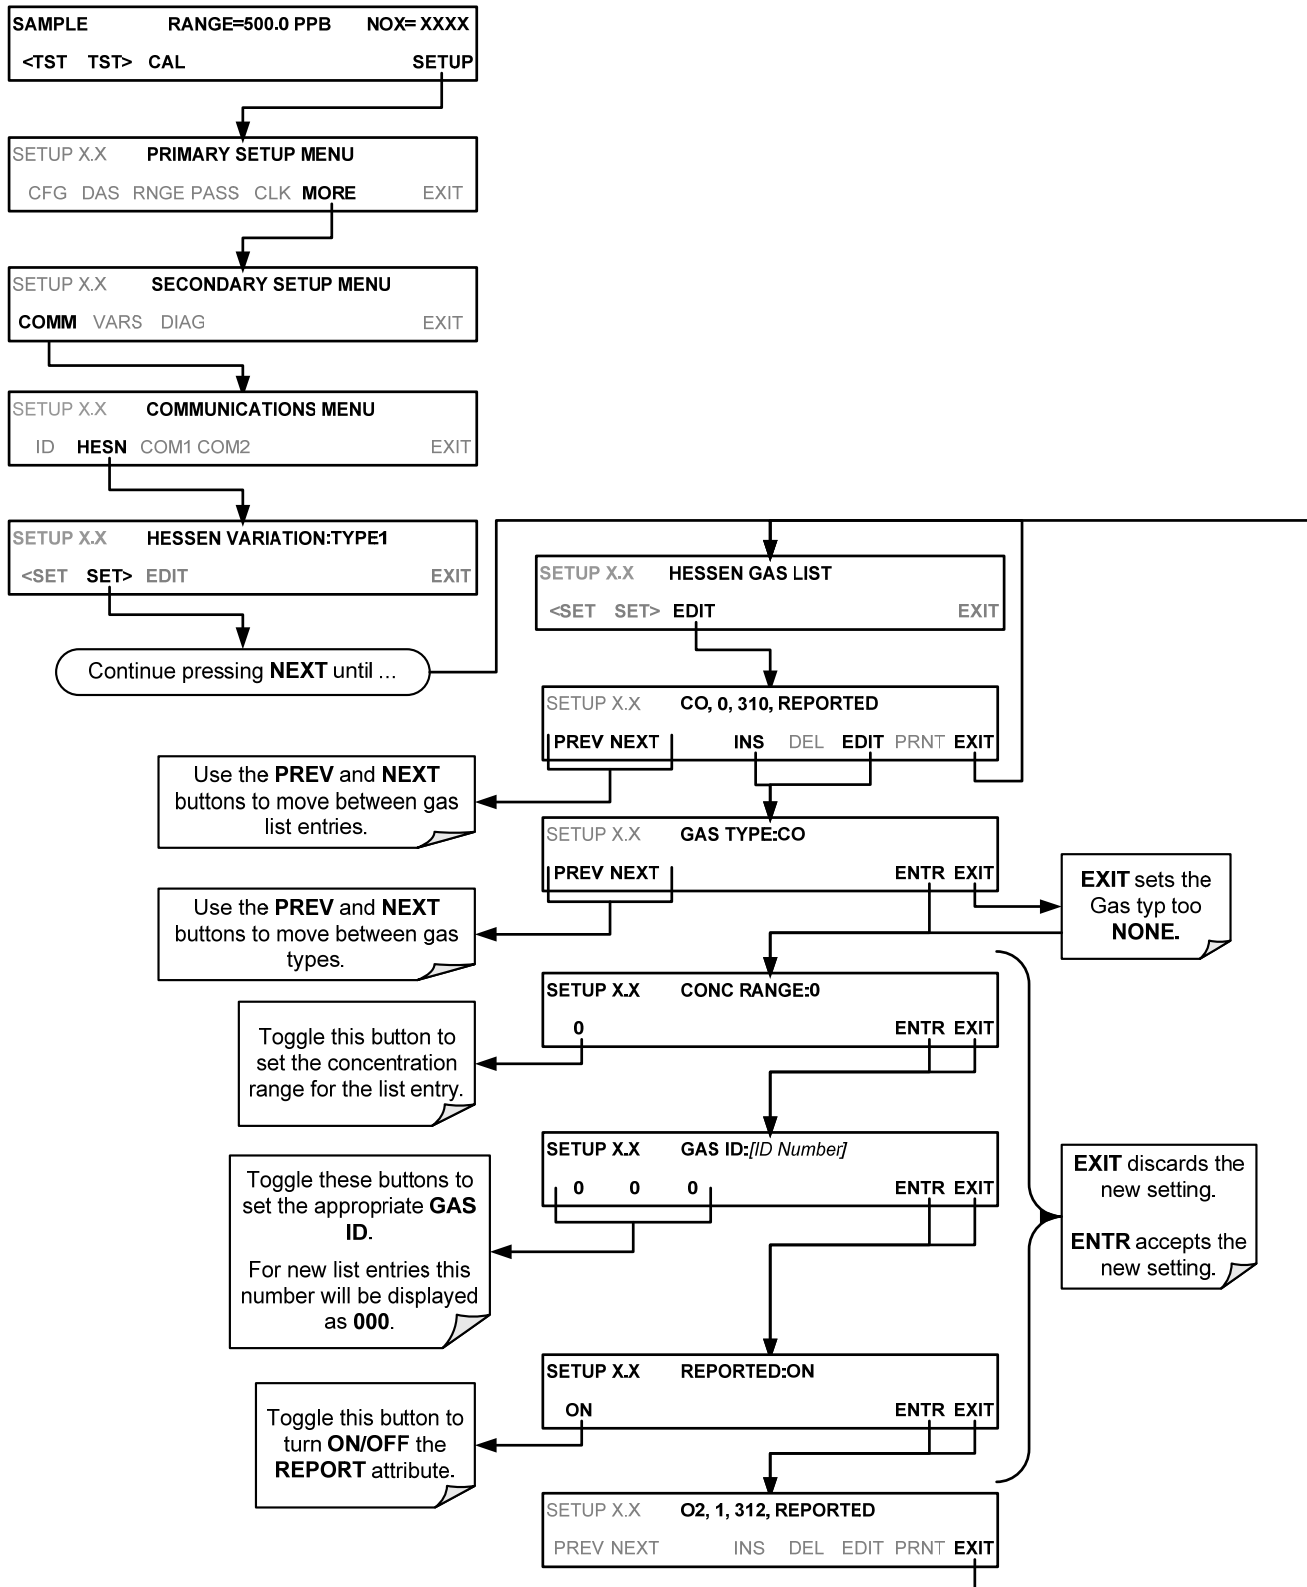 SAMPLE RANGE=500.0 PPB NOX= XXXX
<TST TST> CAL SETUP
SETUP X.X PRIMARY SETUP MENU
CFG DAS RNGE PASS CLK MORE EXIT
SETUP X.X SECONDARY SETUP MENU
COMM VARS DIAG EXIT
SETUP X.X COMMUNICATIONS MENU
ID HESN COM1 COM2 EXIT
SETUP X.X HESSEN VARIATION:TYPE1
<SET SET> EDIT EXIT
Continue pressing NEXT until ...
SETUP X.X HESSEN GAS LIST
<SET SET> EDIT EXIT
SETUP X.X CO, 0, 310, REPORTED
PREV NEXT INS DEL EDIT PRNT EXIT
Use the PREV and NEXT
buttons to move between gas
list entries.
SETUP X.X GAS TYPE:CO
PREV NEXT ENTR EXIT
EXIT sets the
Gas typ too
NONE.
Use the PREV and NEXT
buttons to move between gas
types.
SETUP X.X CONC RANGE:0
0 ENTR EXIT
Toggle this button to
set the concentration
range for the list entry.
SETUP X.X GAS ID:[ID Number]
0 0 0 ENTR EXIT
Toggle these buttons to
set the appropriate GAS
ID.
For new list entries this
number will be displayed
as 000.
EXIT discards the
new setting.
ENTR accepts the
new setting.
SETUP X.X REPORTED:ON
ON ENTR EXIT
Toggle this button to
turn ON/OFF the
REPORT attribute.
SETUP X.X O2, 1, 312, REPORTED
PREV NEXT INS DEL EDIT PRNT EXIT